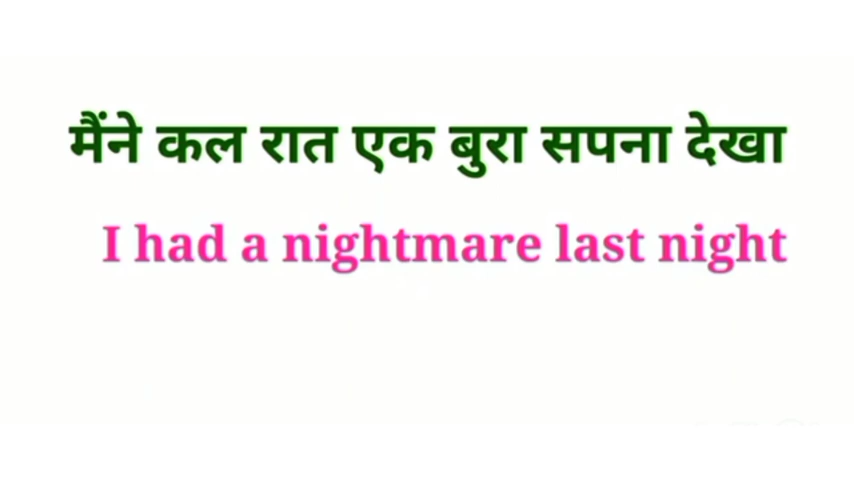 मैंने कल रात एक बुरा सपना देखा
I had a nightmare last night